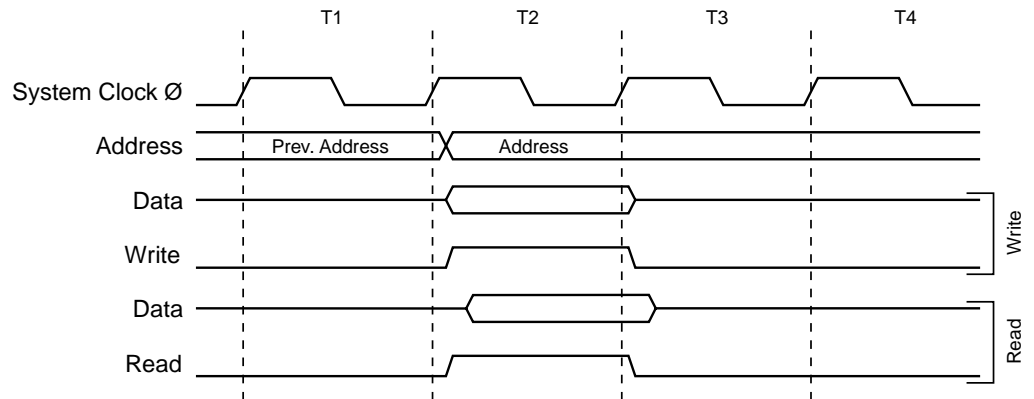 T1 T2 T3 T4
System Clock Ø
Address Prev. Address Address
Data
Write
Write
Data
Read
Read